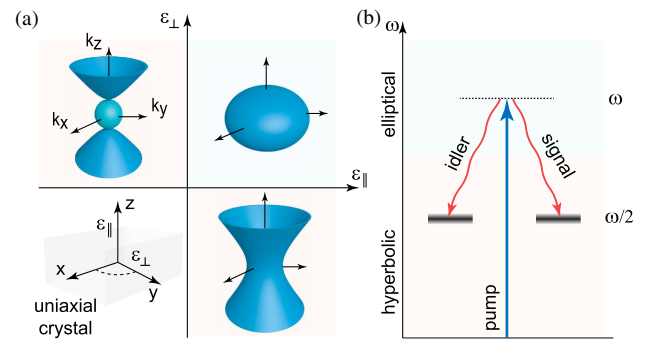 (a)
ε⊥
kz
kx
ky
ε∥
z
ε∥
ε⊥
x
y
uniaxial
crystal
(b)
ω
elliptical
hyperbolic
ω
idler
signal
ω/2
pump